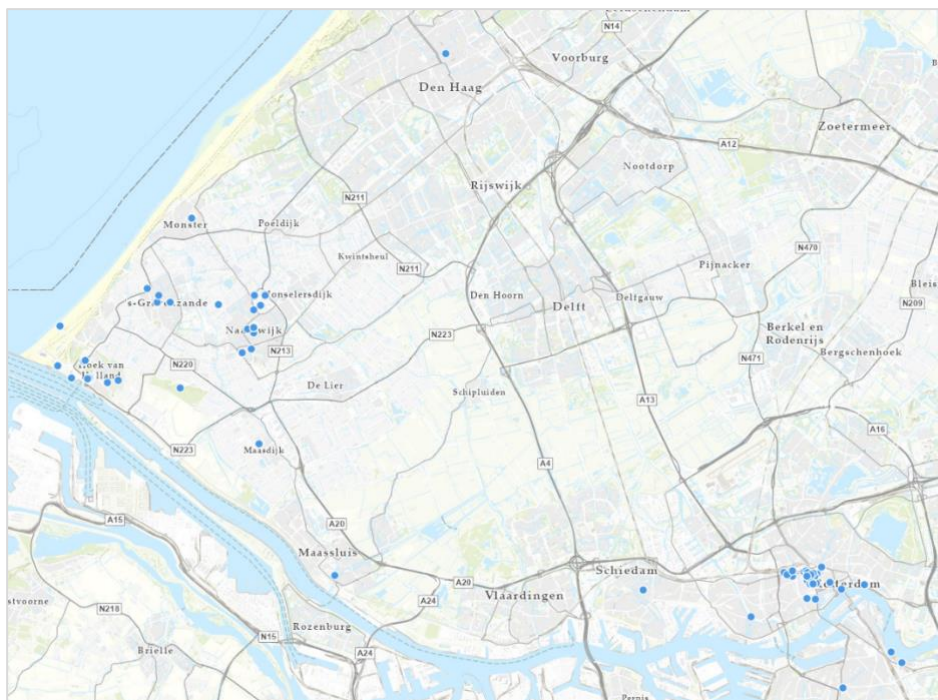 N14
Voorburg
Den Haag
Zoetermeer
A12
Nootdorp
Rijswijk
N211
Monster
Poeldijk
N470
Kwintsheul
N211
Pijnacker
Den Hoorn
Delfgauw
Delft
N209
N223
Berkel en
Rodenrijs
N213
N471
Bergschenhoek
Hoek van
N220
De Lier
Schipluiden
A13
A16
Maasdijk
N223
A4
A15
A20
Maassluis
Schiedam
A20
Vlaardingen
A24
N218
Rozenburg
N15
Brielle
A24